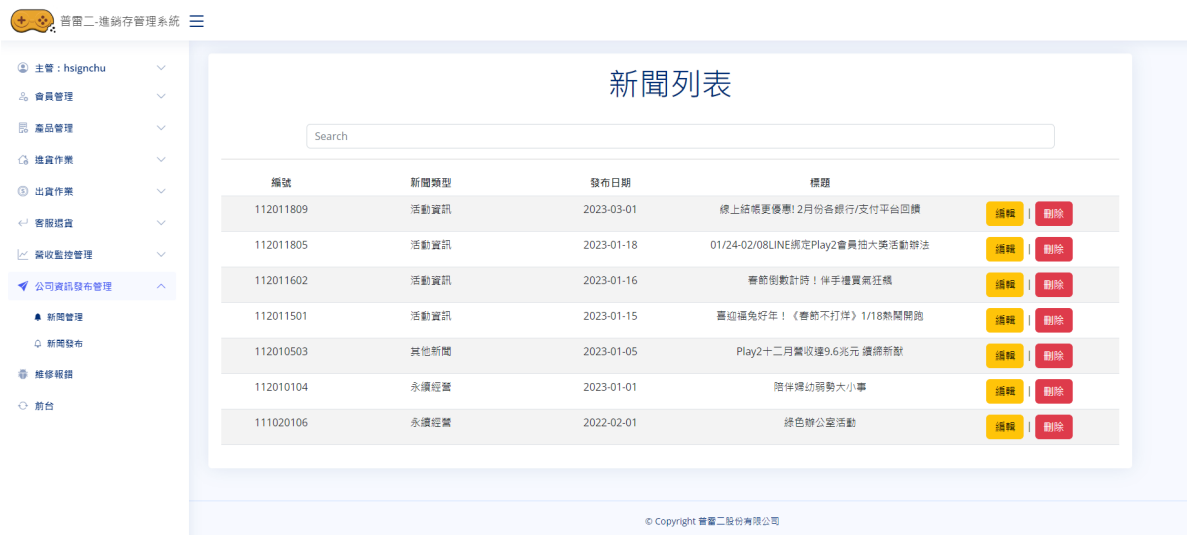 普雷二-進銷存管理系統
主管：hsignchu
會員管理
產品管理
進貨作業
出貨作業
客服退貨
營收監控管理
公司資訊發布管理
新聞管理
新聞發布
維修報錯
前台
新聞列表
Search
編號 新聞類型 發布日期 標題
112011809 活動資訊 2023-03-01 線上結帳更優惠! 2月份各銀行/支付平台回饋 編輯 | 刪除
112011805 活動資訊 2023-01-18 01/24-02/08LINE綁定Play2會員抽大獎活動辦法 編輯 | 刪除
112011602 活動資訊 2023-01-16 春節倒數計時！伴手禮買氣狂飆 編輯 | 刪除
112011501 活動資訊 2023-01-15 喜迎福兔好年！《春節不打烊》1/18熱鬧開跑 編輯 | 刪除
112010503 其他新聞 2023-01-05 Play2十二月營收達9.6兆元 續締新猷 編輯 | 刪除
112010104 永續經營 2023-01-01 陪伴婦幼弱勢大小事 編輯 | 刪除
111020106 永續經營 2022-02-01 綠色辦公室活動 編輯 | 刪除
© Copyright 普雷二股份有限公司